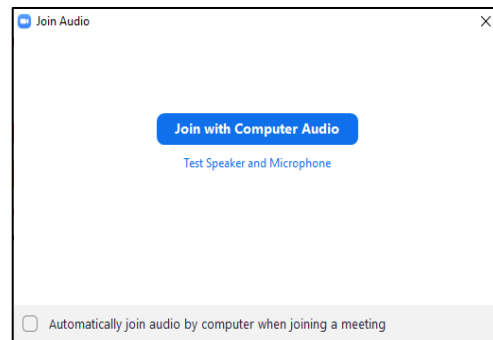 Join Audio
Join with Computer Audio
Test Speaker and Microphone
Automatically join audio by computer when joining a meeting